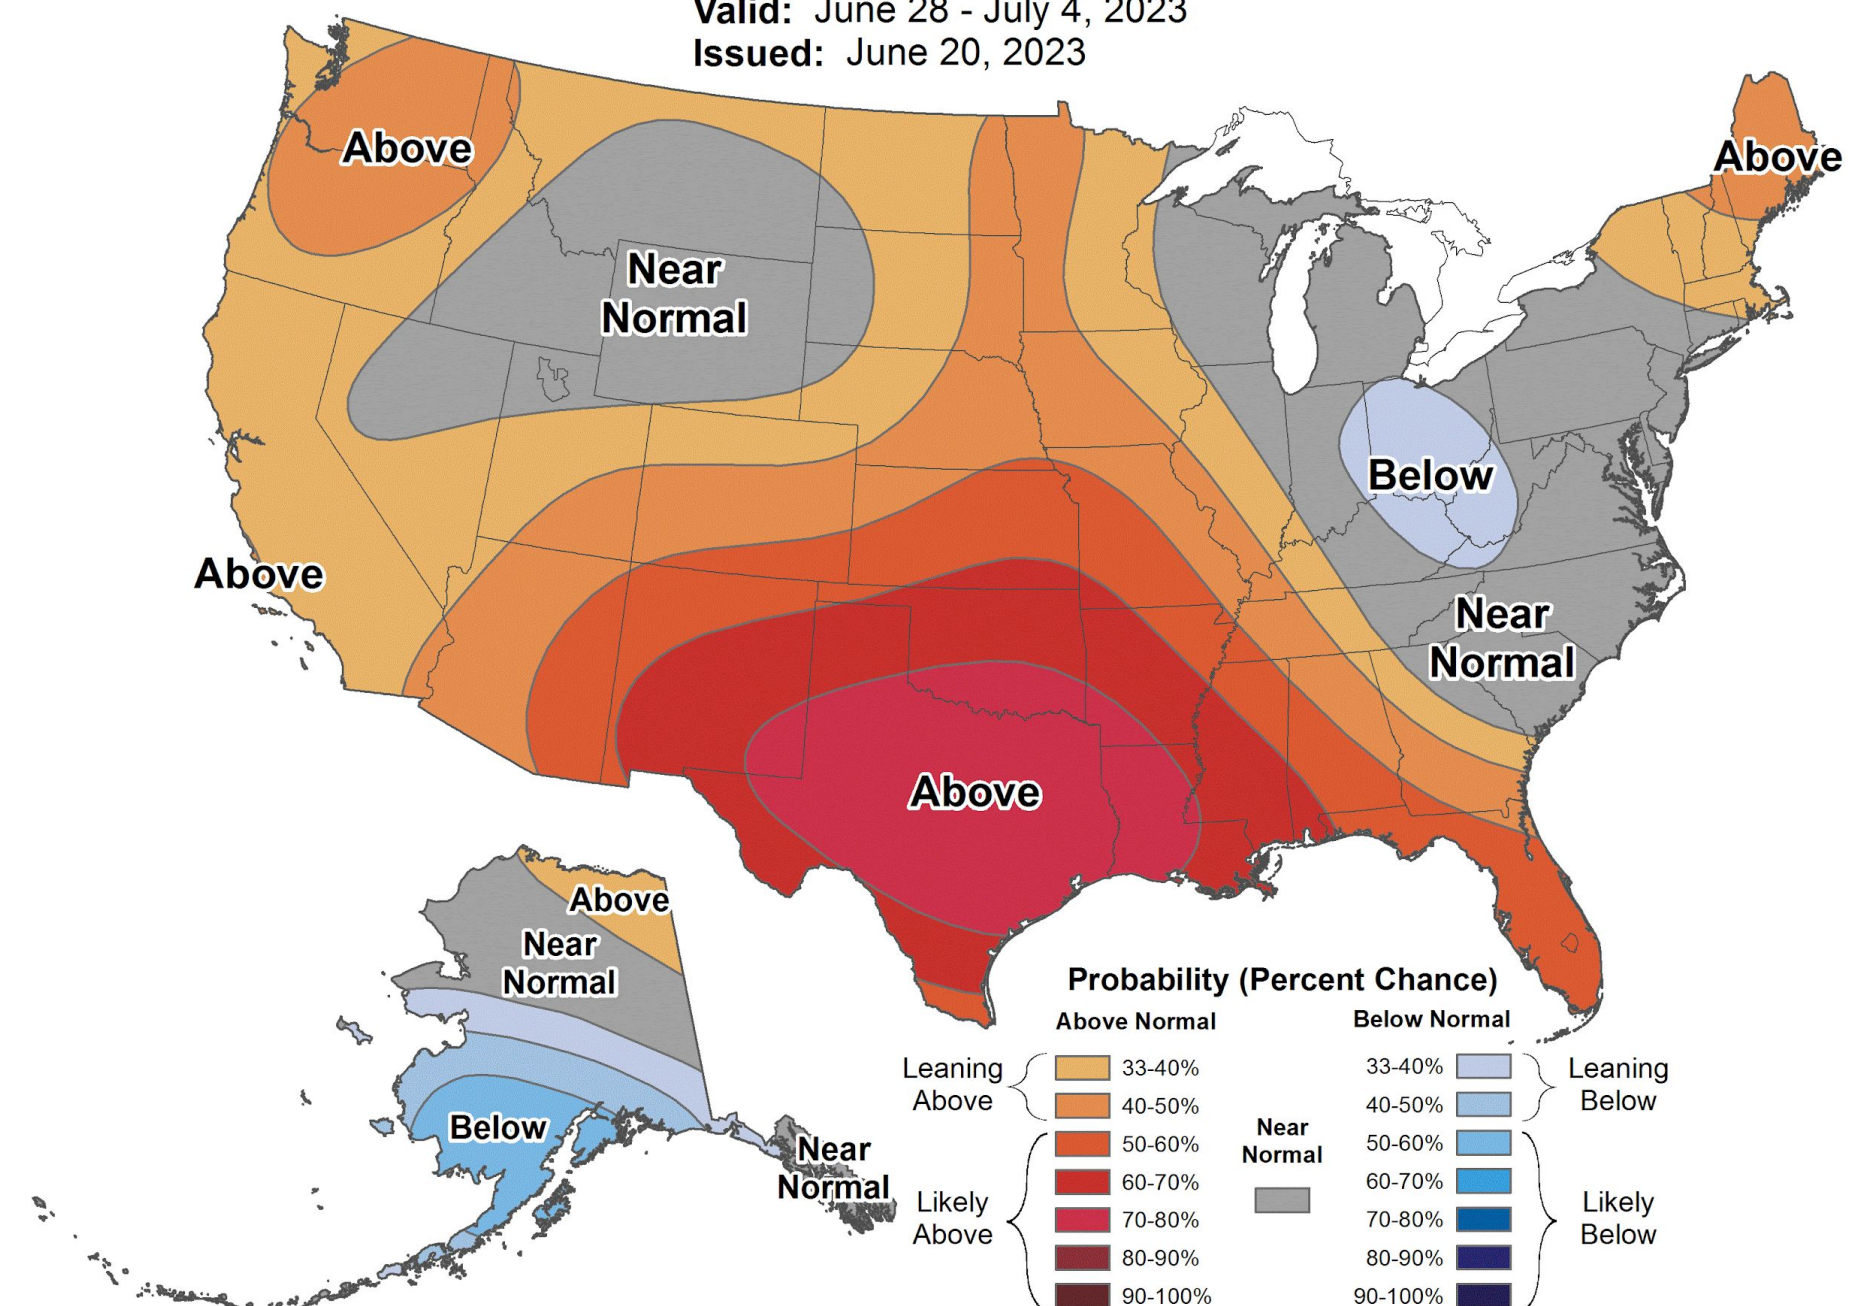 Valid: June 28 - July 4, 2023
Issued: June 20, 2023
Above
Above
Near
Normal
Below
Above
Near
Normal
Above
Above
Near
Normal
Below
Near
Normal
Probability (Percent Chance)
Above Normal
Below Normal
Leaning
Above
33-40%
40-50%
Likely
Above
50-60%
60-70%
70-80%
80-90%
90-100%
Near
Normal
33-40%
40-50%
Leaning
Below
50-60%
60-70%
70-80%
80-90%
90-100%
Likely
Below